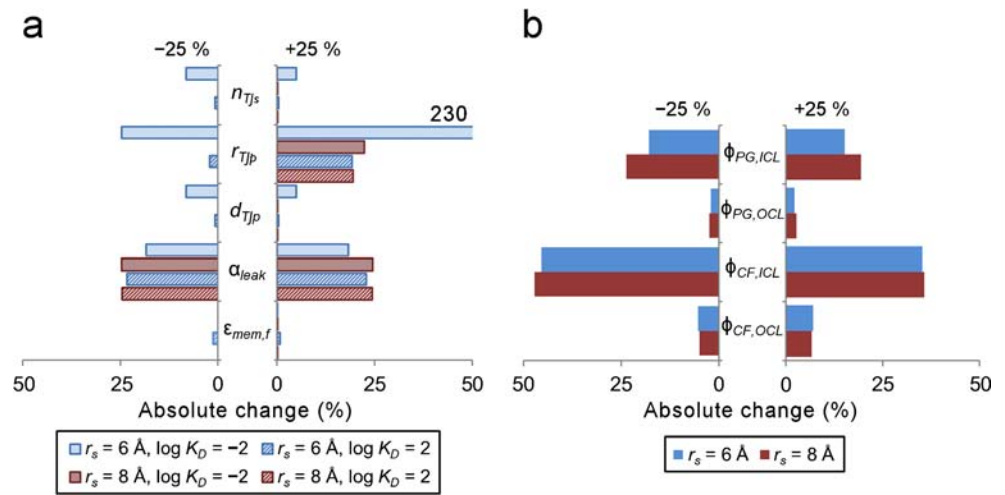 a
−25 %
+25 %
n_TJs
230
r_TJp
d_TJp
α_leak
ε_mem,f
50
25
0
0
25
50
Absolute change (%)
r_s = 6 Å, log K_D = −2
r_s = 6 Å, log K_D = 2
r_s = 8 Å, log K_D = −2
r_s = 8 Å, log K_D = 2
b
−25 %
+25 %
ϕ_PG,ICL
ϕ_PG,OCL
ϕ_CF,ICL
ϕ_CF,OCL
50
25
0
0
25
50
Absolute change (%)
r_s = 6 Å
r_s = 8 Å